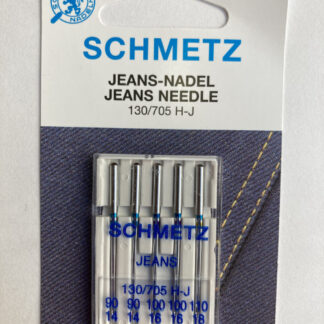 SCHMETZ
JEANS-NADEL
JEANS NEEDLE
130/705 H-J
SCHMETZ
JEANS
130/705 H-J
90 90 100 100 110
14 14 16 16 18